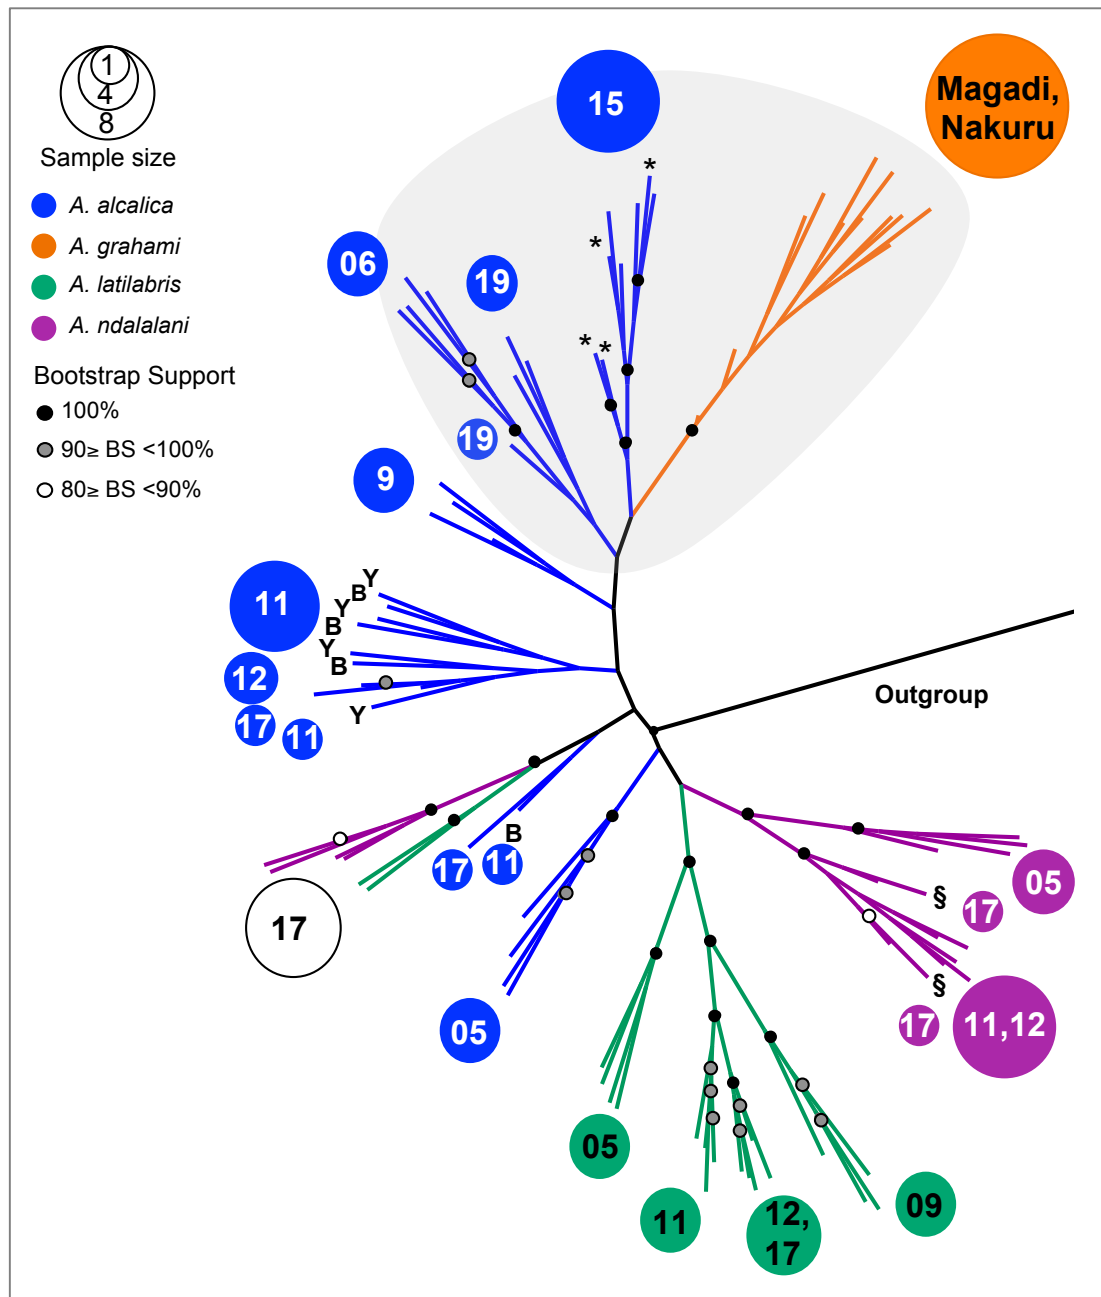 1
4
8
Sample size
A. alcalica
A. grahami
A. latilabris
A. ndalalani
Bootstrap Support
100%
90≥ BS <100%
80≥ BS <90%
15
Magadi,
Nakuru
*
*
*
*
06
19
19
9
11
Y
B
Y
B
Y
B
12
17
11
Y
Outgroup
B
17
11
17
05
05
§
17
§
17
11,12
05
11
12,
17
09